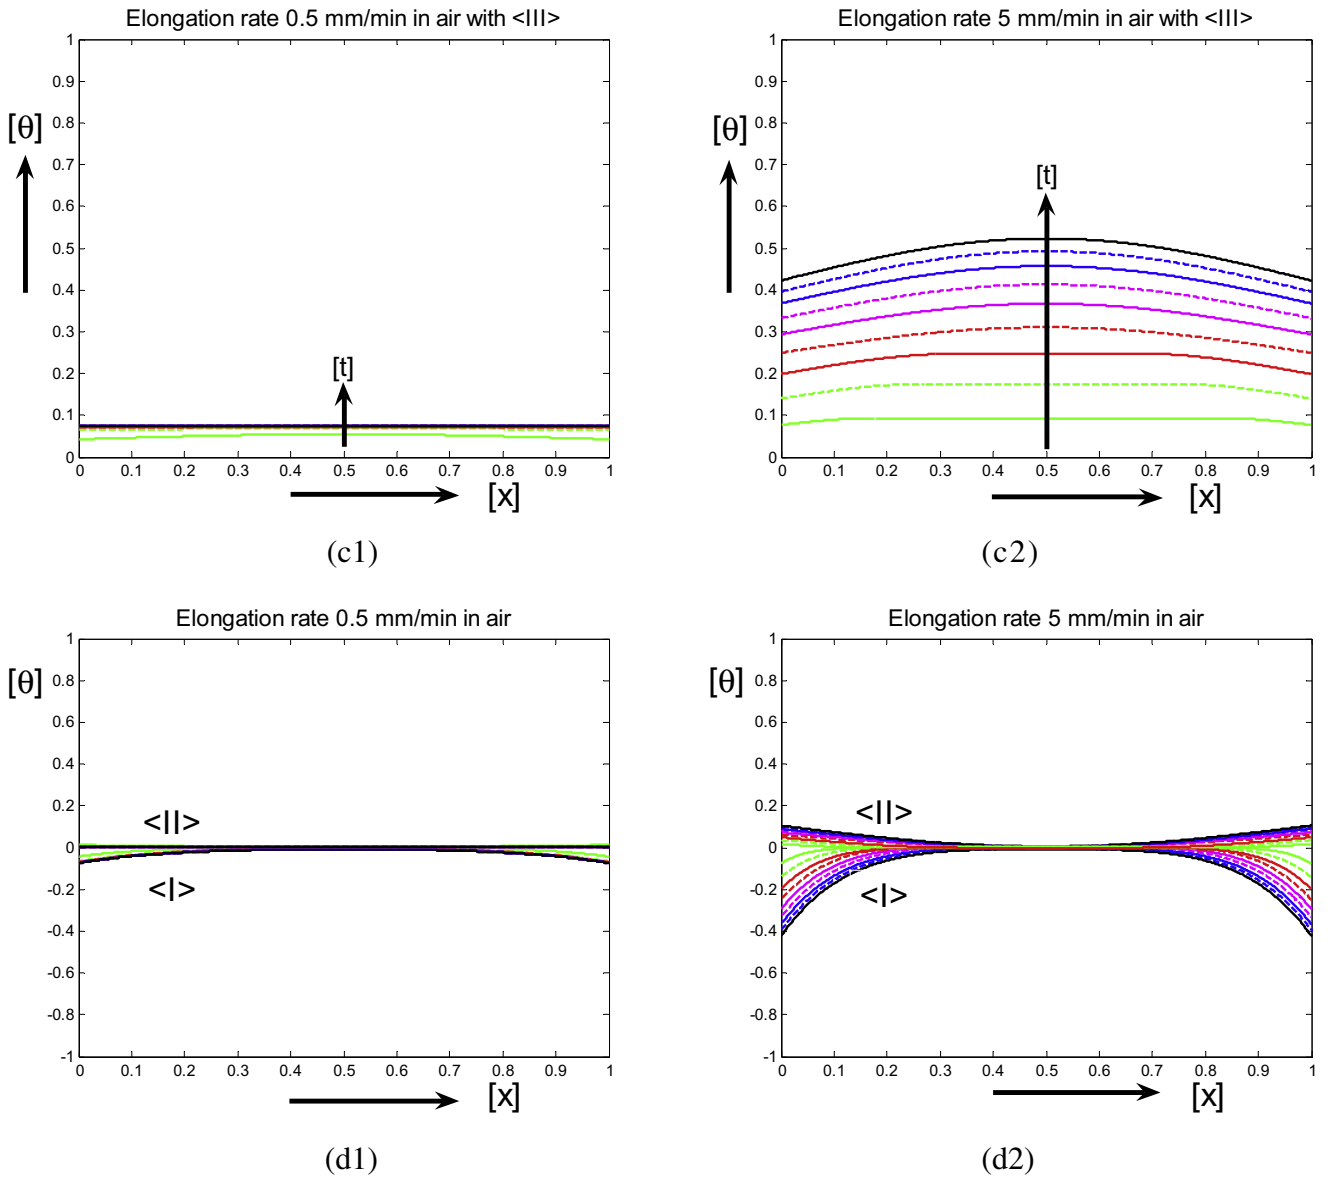 Elongation rate 0.5 mm/min in air with <III>
1
0.9
0.8
[θ]
0.7
0.6
0.5
0.4
0.3
[t]
0.2
0.1
0
0 0.1 0.2 0.3 0.4 0.5 0.6 0.7 0.8 0.9 1
[x]
(c1)
Elongation rate 5 mm/min in air with <III>
1
0.9
0.8
[θ]
0.7
[t]
0.6
0.5
0.4
0.3
0.2
0.1
0
0 0.1 0.2 0.3 0.4 0.5 0.6 0.7 0.8 0.9 1
[x]
(c2)
Elongation rate 0.5 mm/min in air
1
[θ]
0.8
0.6
0.4
0.2
<II>
0
<I>
-0.2
-0.4
-0.6
-0.8
-1
0 0.1 0.2 0.3 0.4 0.5 0.6 0.7 0.8 0.9 1
[x]
(d1)
Elongation rate 5 mm/min in air
1
[θ]
0.8
0.6
0.4
0.2
<II>
0
<I>
-0.2
-0.4
-0.6
-0.8
-1
0 0.1 0.2 0.3 0.4 0.5 0.6 0.7 0.8 0.9 1
[x]
(d2)